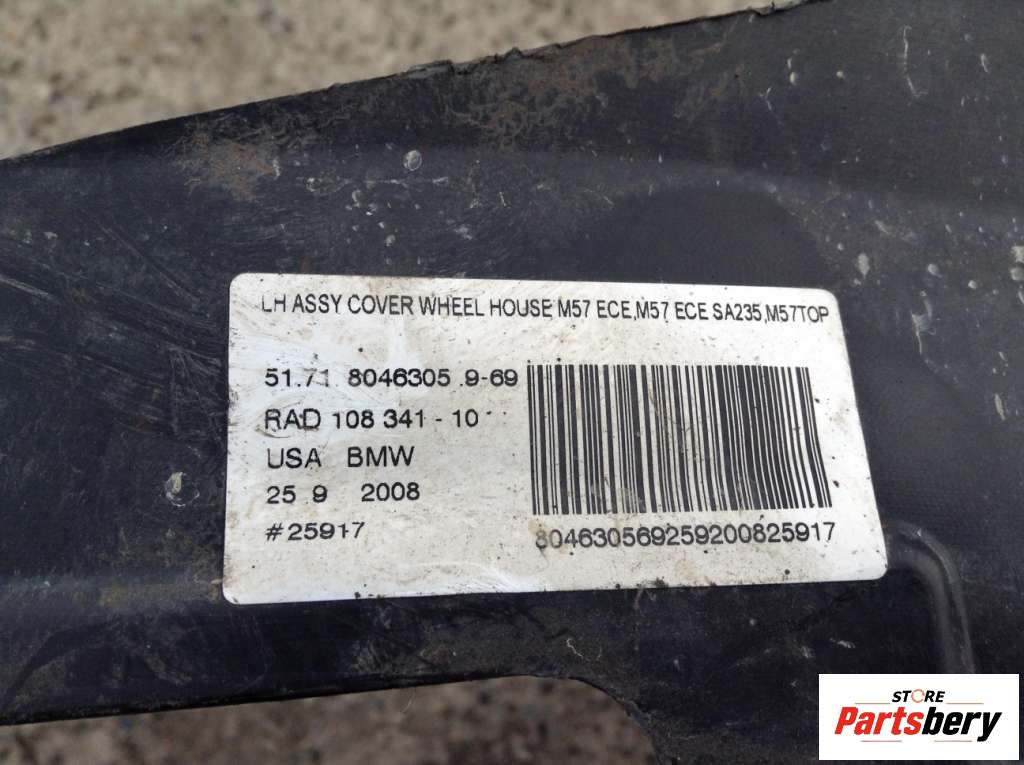 LH ASSY COVER WHEEL HOUSE M57 ECE,M57 ECE SA235,M57TOP
51.71 8046305 .9-69
RAD 108 341 - 10
USA BMW
25 9 2008
#25917
804630569259200825917
STORE
Partsbery